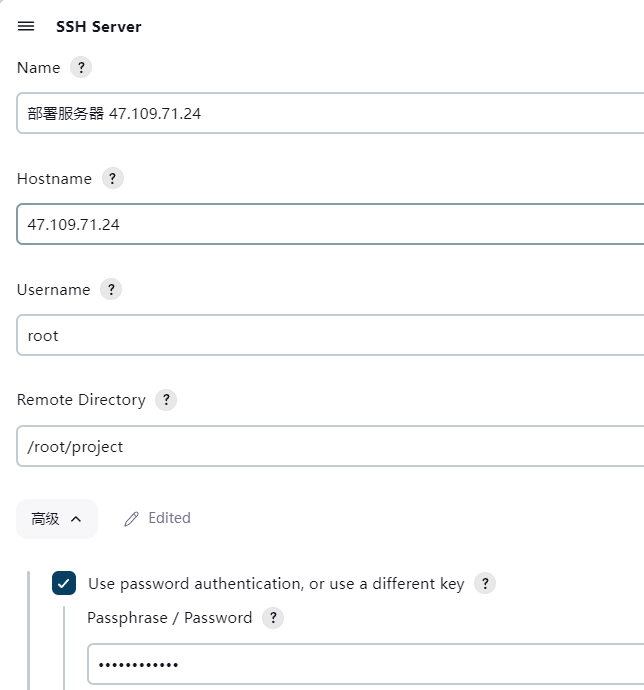 SSH Server
Name ?
部署服务器 47.109.71.24
Hostname ?
47.109.71.24
Username ?
root
Remote Directory ?
/root/project
高级 Edited
Use password authentication, or use a different key ?
Passphrase / Password ?
••••••••••••